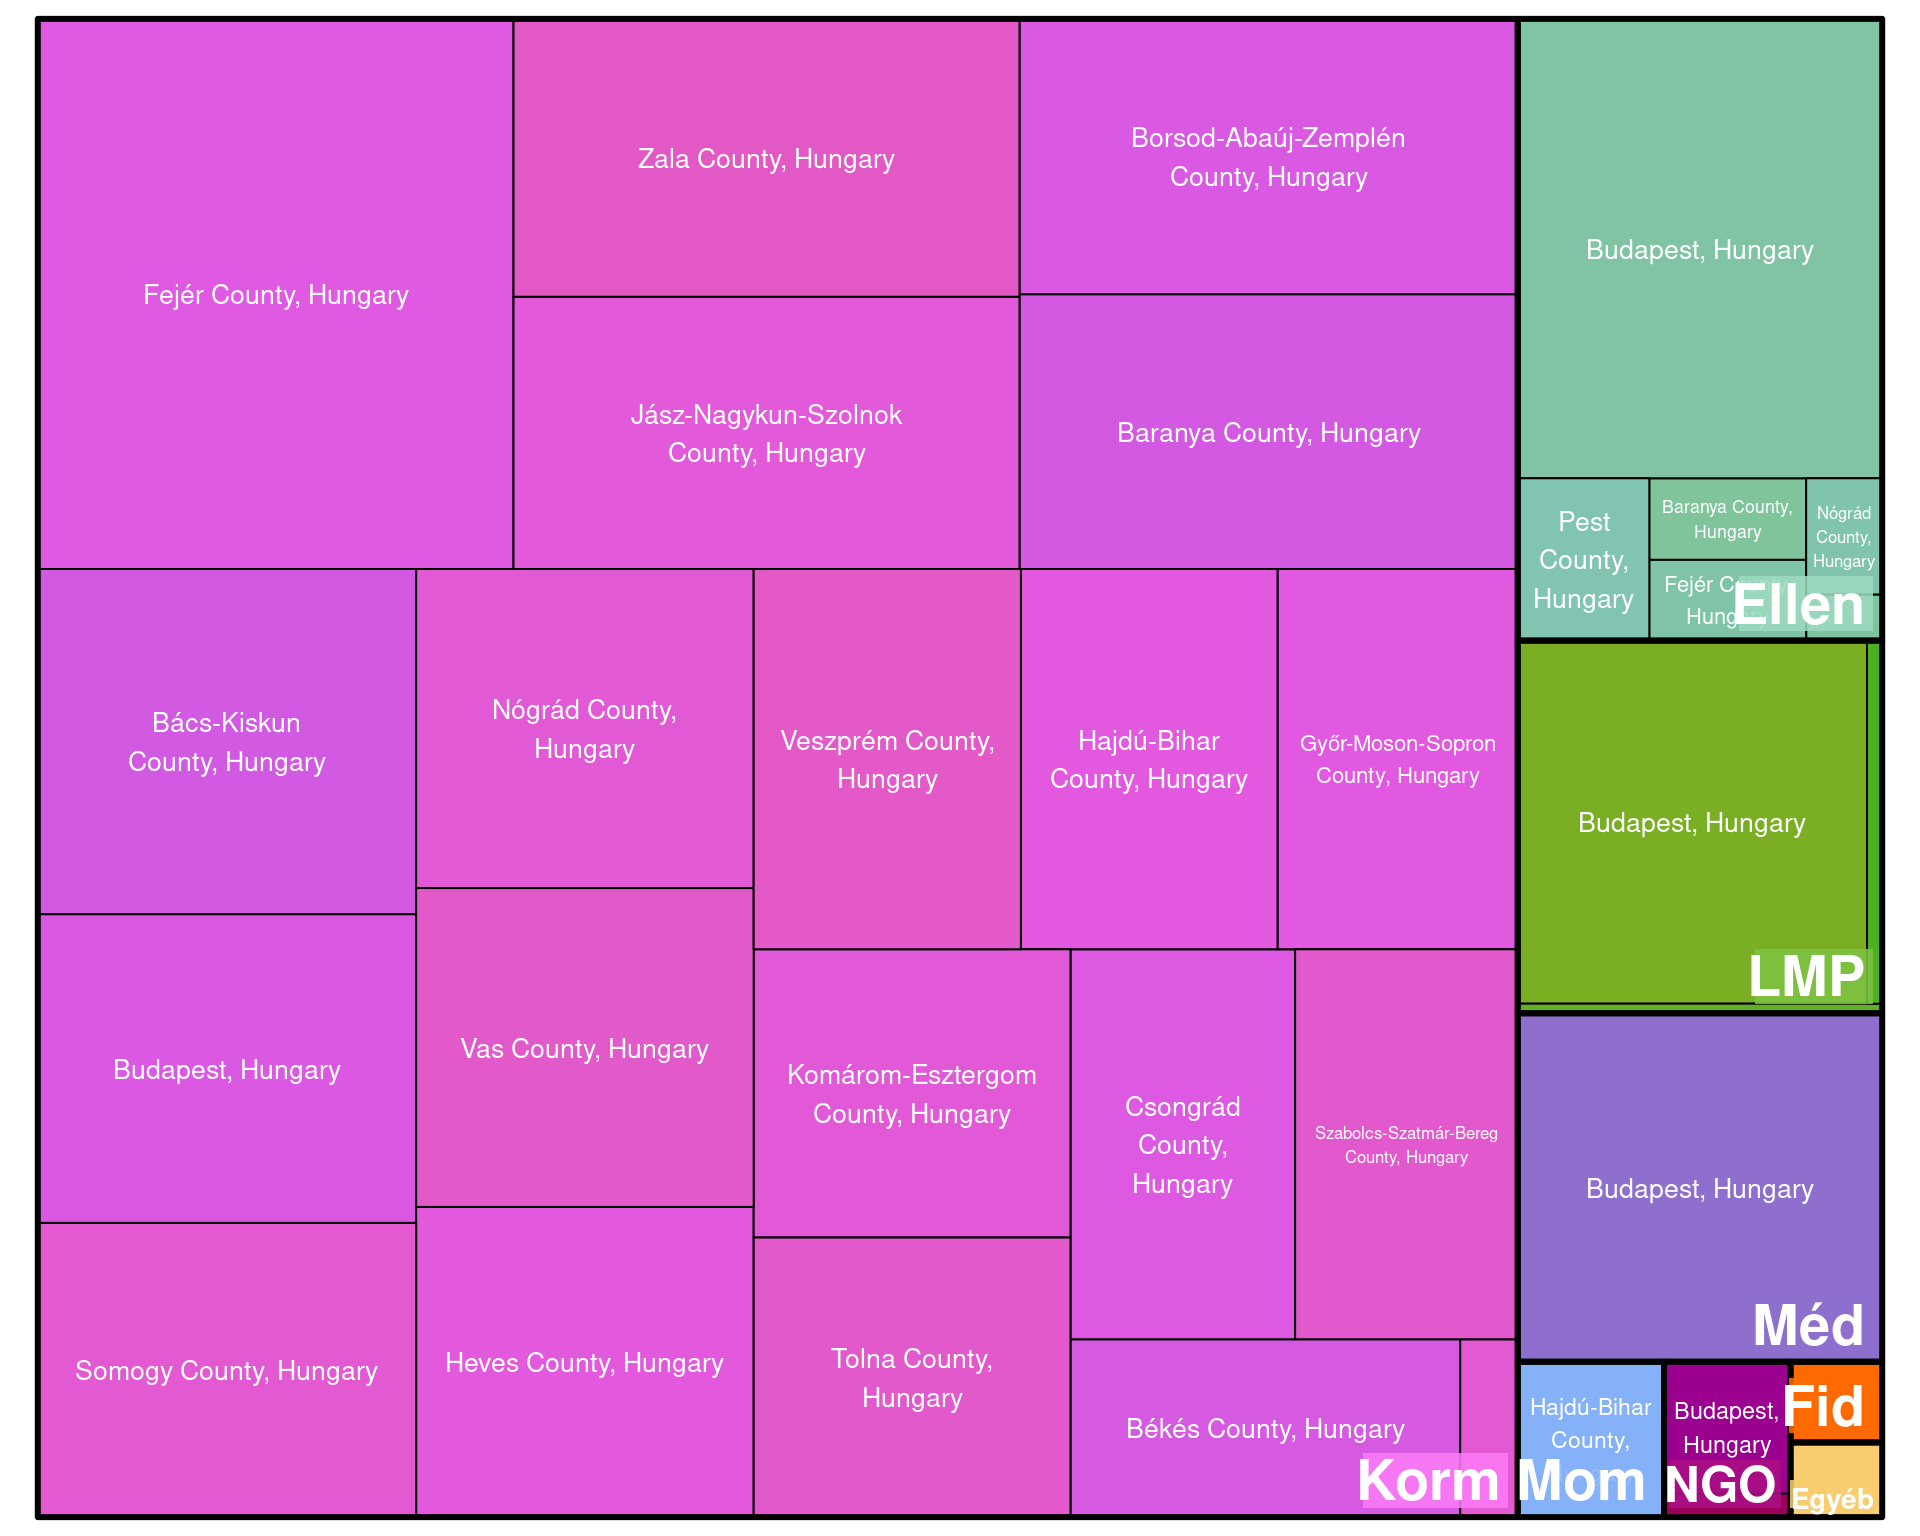 Fejér County, Hungary
Zala County, Hungary
Jász-Nagykun-Szolnok
County, Hungary
Borsod-Abaúj-Zemplén
County, Hungary
Baranya County, Hungary
Bács-Kiskun
County, Hungary
Budapest, Hungary
Somogy County, Hungary
Nógrád County,
Hungary
Vas County, Hungary
Heves County, Hungary
Veszprém County,
Hungary
Hajdú-Bihar
County, Hungary
Győr-Moson-Sopron
County, Hungary
Komárom-Esztergom
County, Hungary
Tolna County,
Hungary
Csongrád
County,
Hungary
Szabolcs-Szatmár-Bereg
County, Hungary
Békés County, Hungary
Korm
Budapest, Hungary
Pest
County,
Hungary
Baranya County,
Hungary
Fejér County,
Hungary
Nógrád
County,
Hungary
Ellen
Budapest, Hungary
LMP
Budapest, Hungary
Méd
Hajdú-Bihar
County,
Mom
Budapest,
Hungary
NGO
Fid
Egyéb